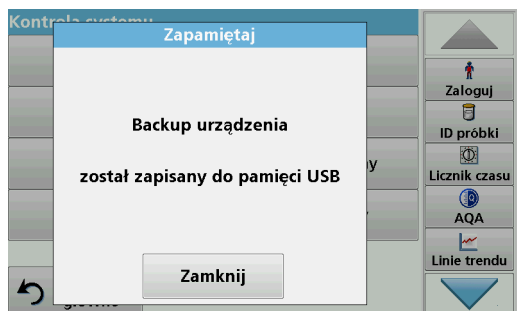 Kontrola systemu
Zapamiętaj
Backup urządzenia
został zapisany do pamięci USB
Zamknij
Zaloguj
ID próbki
Licznik czasu
AQA
Linie trendu